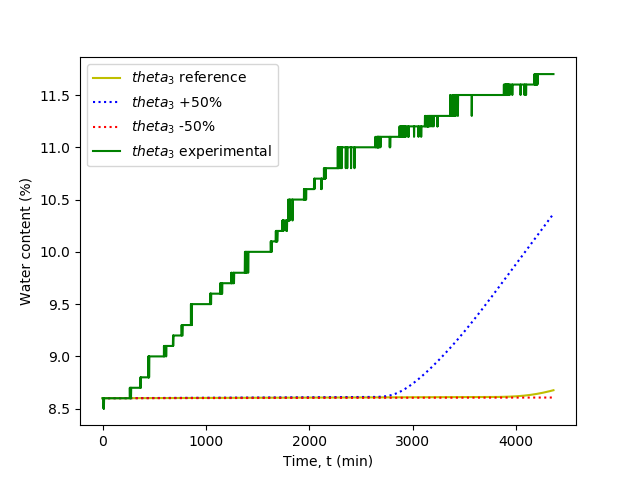 theta₃ reference
theta₃ +50%
theta₃ -50%
theta₃ experimental
11.5
11.0
10.5
10.0
9.5
9.0
8.5
Water content (%)
0 1000 2000 3000 4000
Time, t (min)